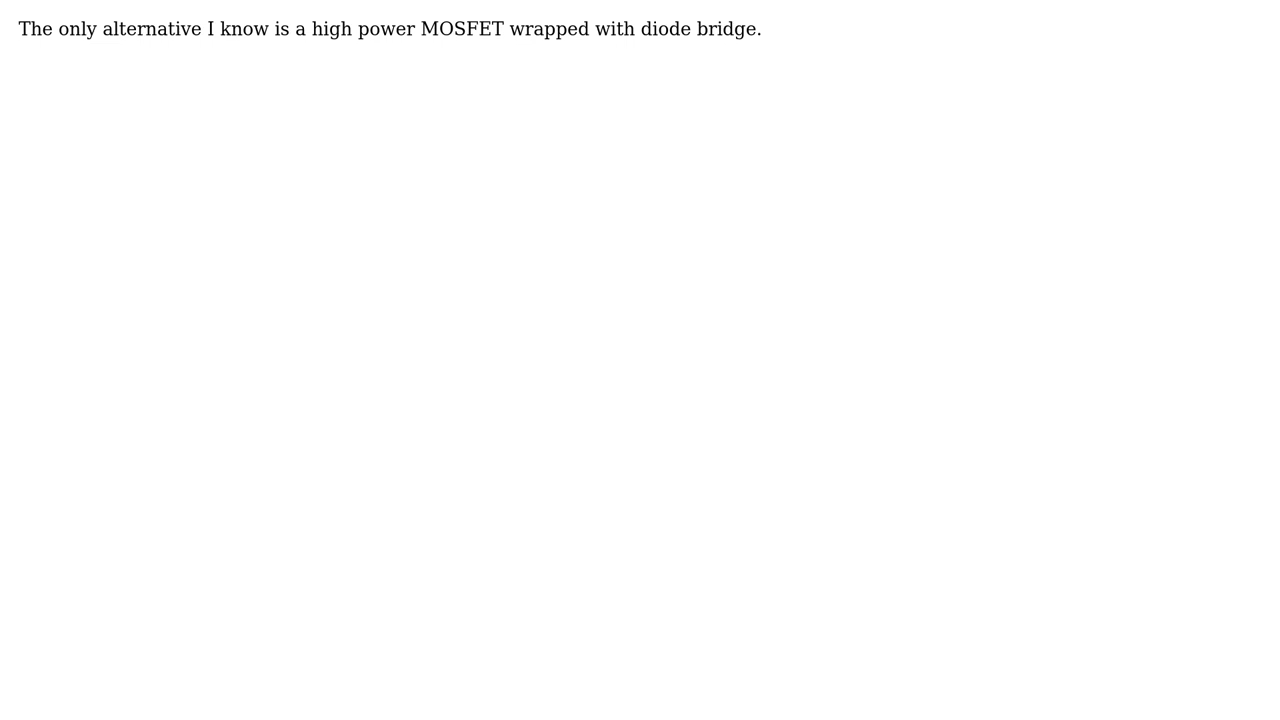 The only alternative I know is a high power MOSFET wrapped with diode bridge.